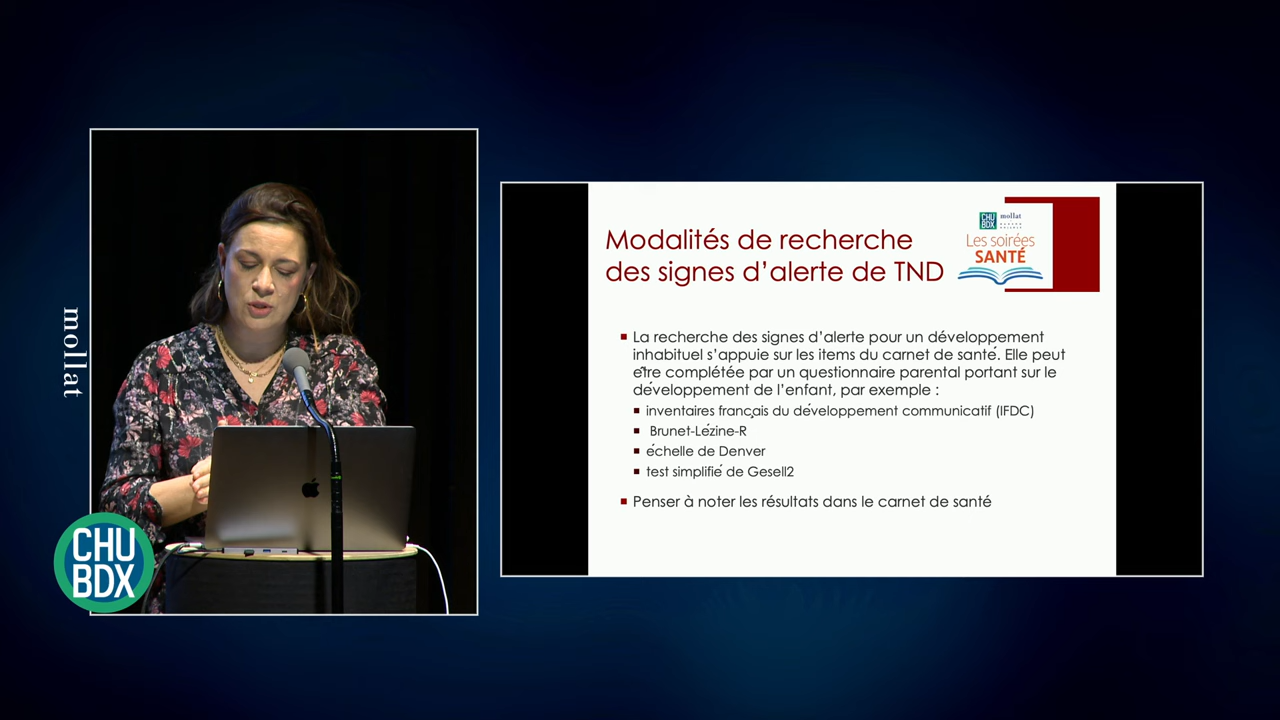 mollat
CHU
BDX
Modalités de recherche
des signes d'alerte de TND
CHU
BDX
mollat
Les soirées
SANTÉ
La recherche des signes d'alerte pour un développement
inhabituel s'appuie sur les items du carnet de santé. Elle peut
être complétée par un questionnaire parental portant sur le
développement de l'enfant, par exemple :
inventaires français du développement communicatif (IFDC)
Brunet-Lézine-R
échelle de Denver
test simplifié de Gesell2
Penser à noter les résultats dans le carnet de santé